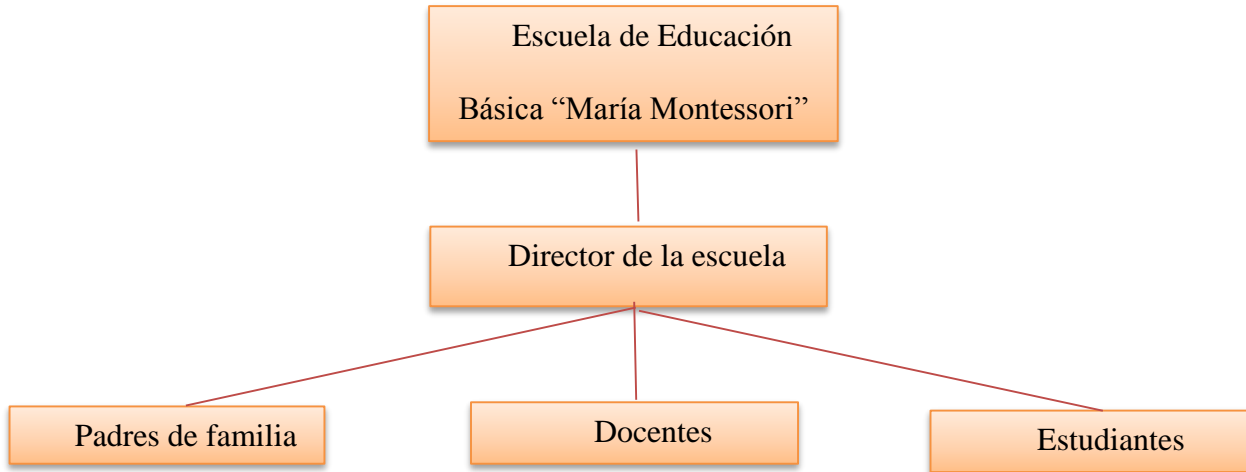 Escuela de Educación
Básica “María Montessori”
Director de la escuela
Padres de familia
Docentes
Estudiantes